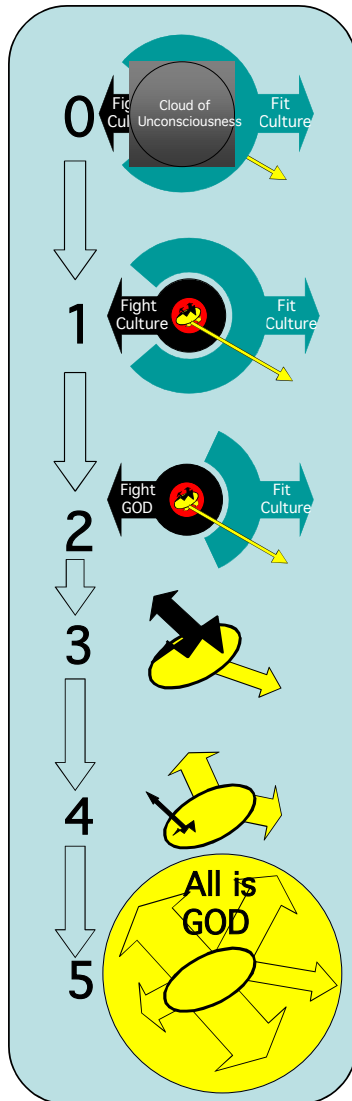 0
Cloud of
Unconsciousness
Fit
Culture
1
Fight
Culture
Fit
Culture
2
Fight
GOD
Fit
Culture
3
4
All is
GOD
5